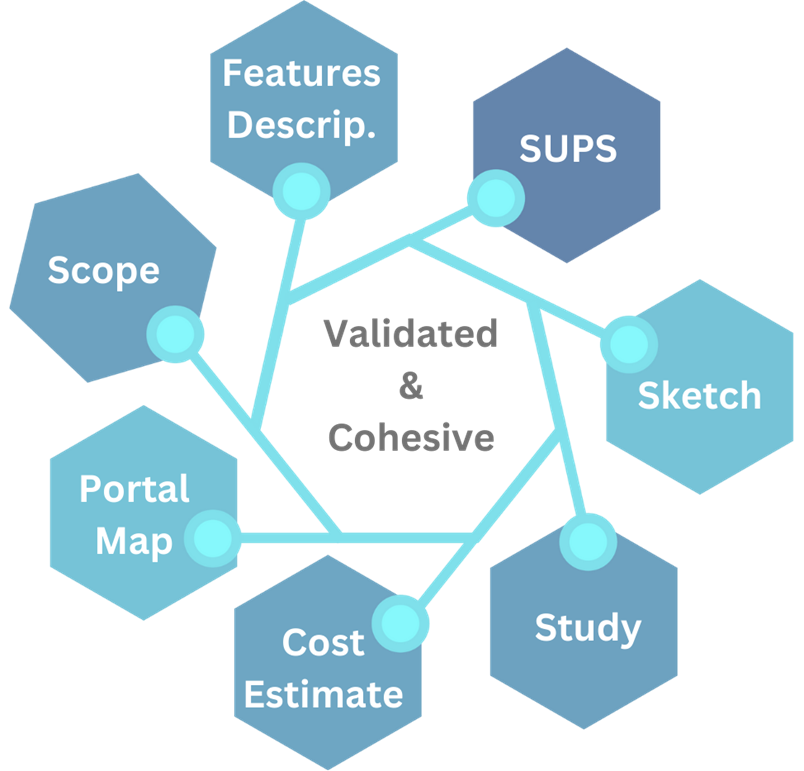 Features
Descrip.
SUPS
Scope
Validated
&
Cohesive
Sketch
Portal
Map
Study
Cost
Estimate